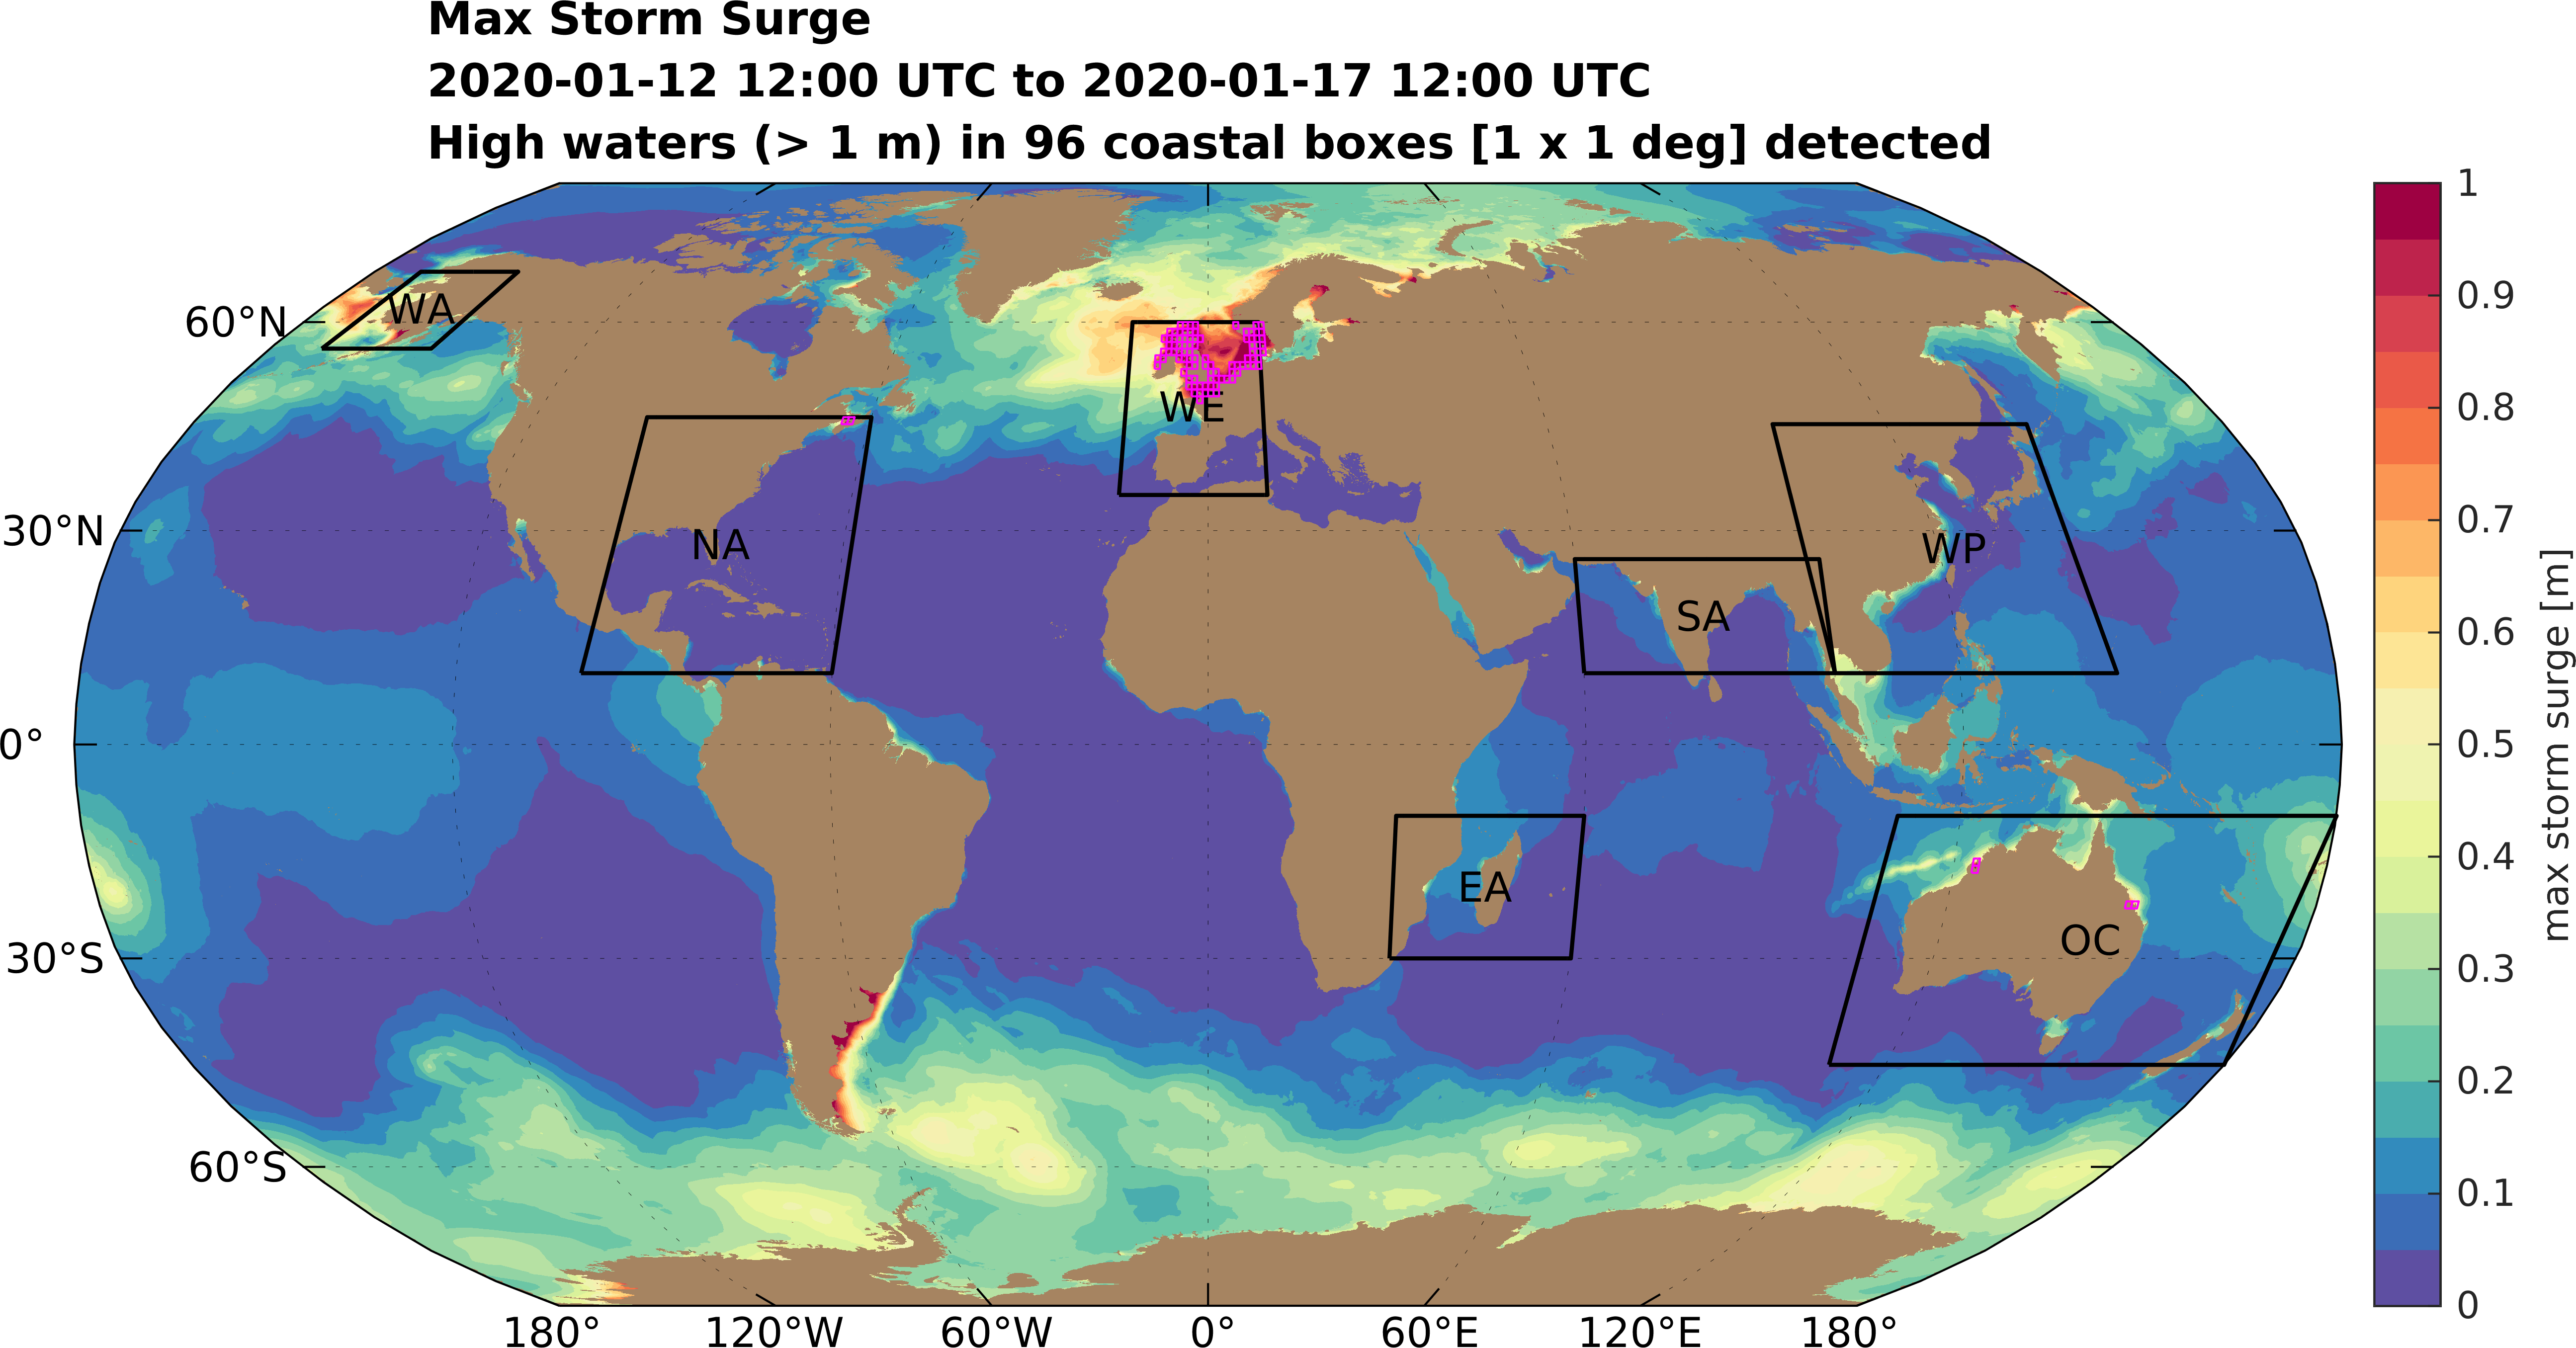 Max Storm Surge
2020-01-12 12:00 UTC to 2020-01-17 12:00 UTC
High waters (> 1 m) in 96 coastal boxes [1 x 1 deg] detected
60°N
30°N
0°
30°S
60°S
WA
WE
NA
WP
SA
EA
OC
180°
120°W
60°W
0°
60°E
120°E
180°
1
0.9
0.8
0.7
0.6
0.5
0.4
0.3
0.2
0.1
0
max storm surge [m]